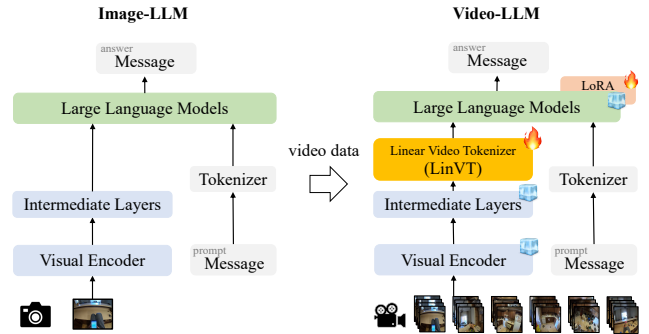 Image-LLM
answer
Message
Large Language Models
Tokenizer
Intermediate Layers
Visual Encoder
prompt
Message
video data
Video-LLM
answer
Message
LoRA
Large Language Models
Linear Video Tokenizer
(LinVT)
Tokenizer
Intermediate Layers
Visual Encoder
prompt
Message